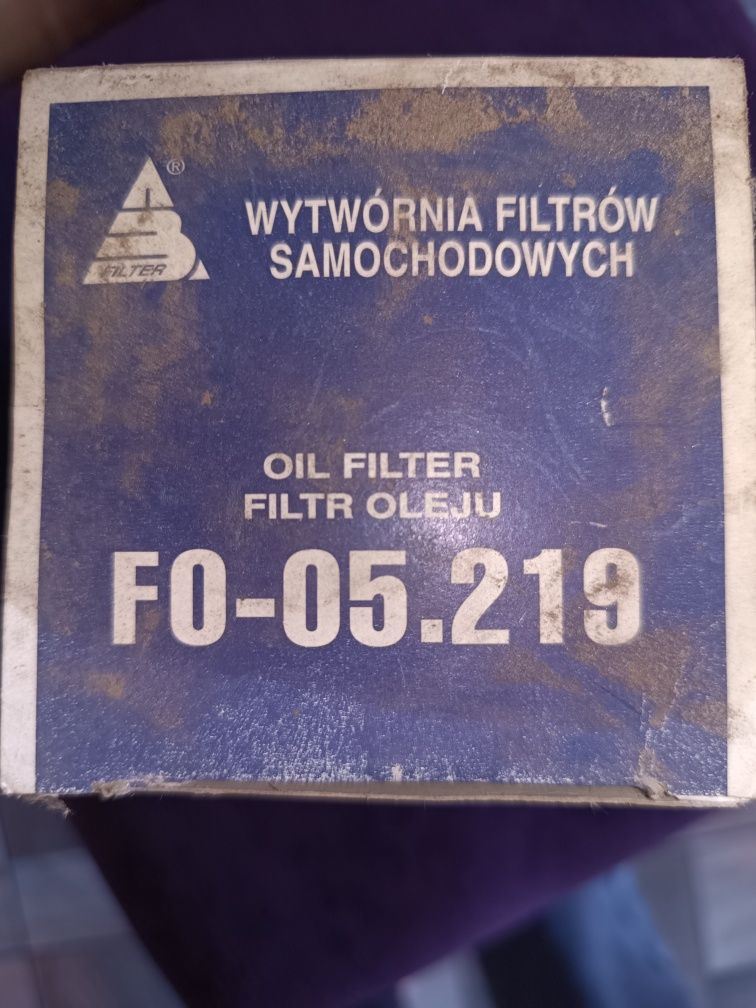 ®
FILTER
WYTWÓRNIA FILTRÓW
SAMOCHODOWYCH
OIL FILTER
FILTR OLEJU
FO-05.219